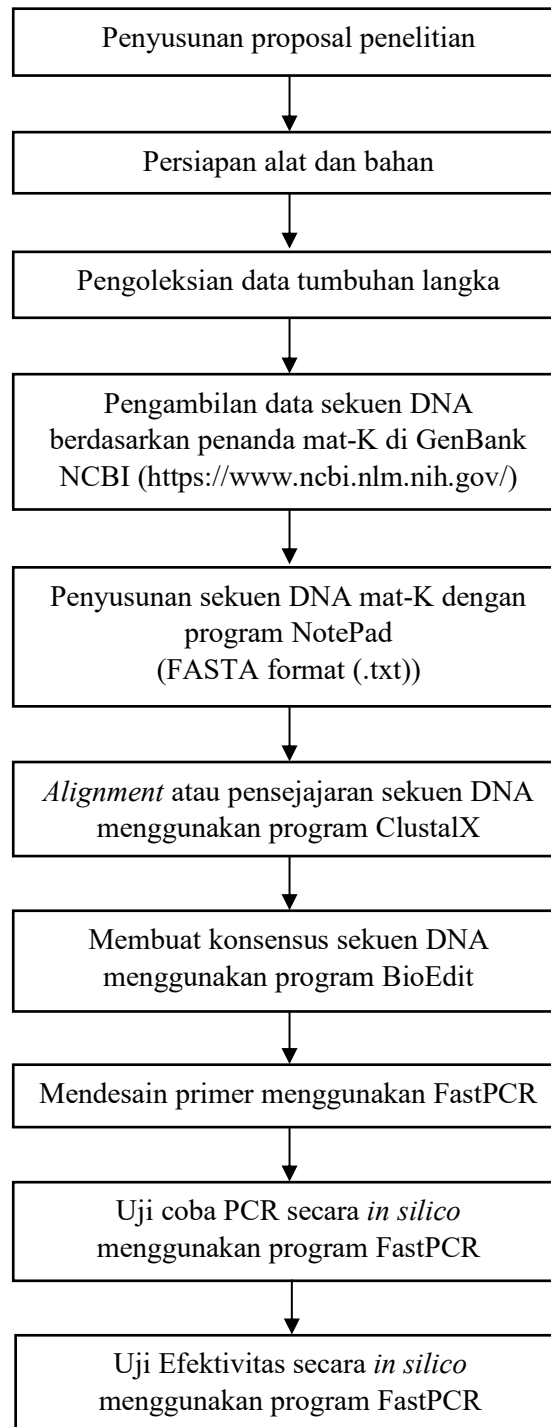 Penyusunan proposal penelitian
Persiapan alat dan bahan
Pengoleksian data tumbuhan langka
Pengambilan data sekuen DNA
berdasarkan penanda mat-K di GenBank
NCBI (https://www.ncbi.nlm.nih.gov/)
Penyusunan sekuen DNA mat-K dengan
program NotePad
(FASTA format (.txt))
Alignment atau pensejajaran sekuen DNA
menggunakan program ClustalX
Membuat konsensus sekuen DNA
menggunakan program BioEdit
Mendesain primer menggunakan FastPCR
Uji coba PCR secara in silico
menggunakan program FastPCR
Uji Efektivitas secara in silico
menggunakan program FastPCR